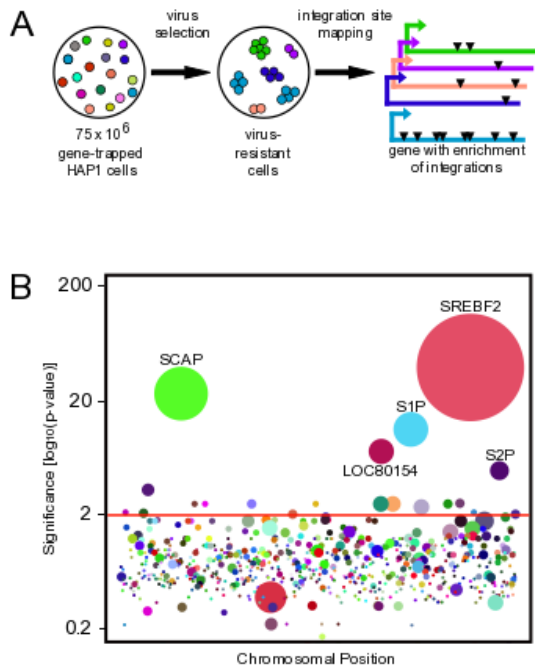 A
virus
selection
integration site
mapping
75 x 10⁶
gene-trapped
HAP1 cells
virus-
resistant
cells
gene with enrichment
of integrations
B
Significance [log₁₀(p-value)]
200
20
2
0.2
SREBF2
SCAP
S1P
S2P
LOC80154
Chromosomal Position